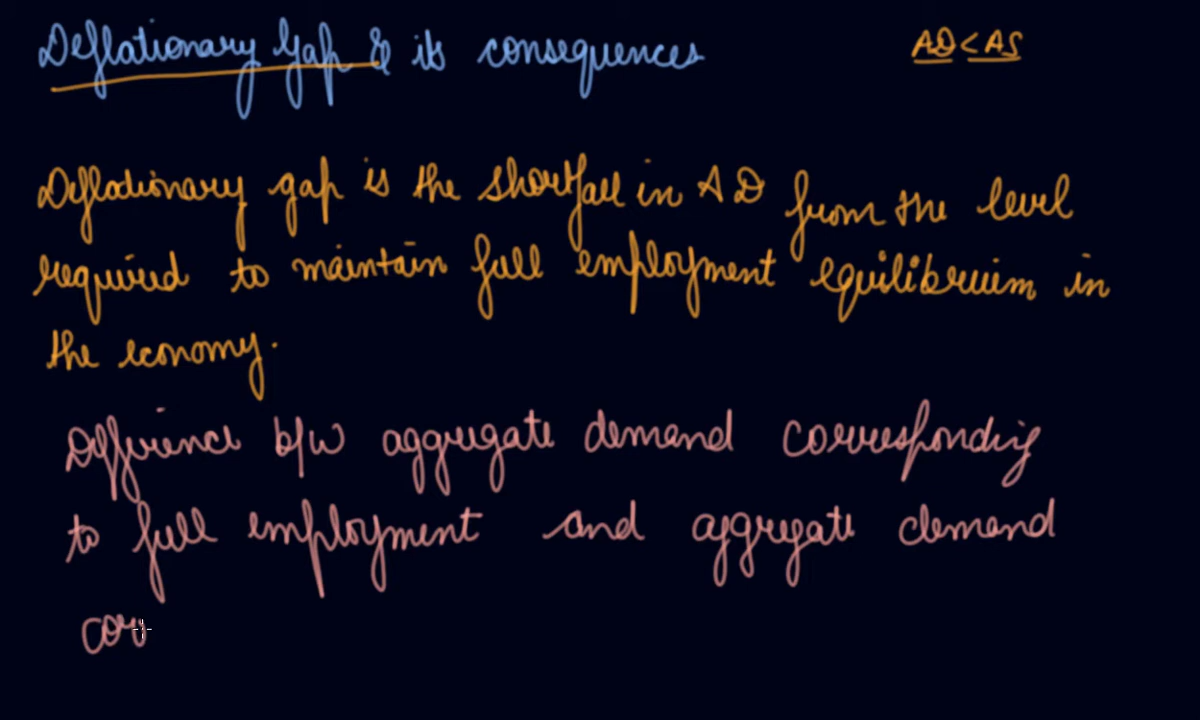 Deflationary Gap & its consequences
AD < AS
Deflationary gap is the shortfall in AD from the level
required to maintain full employment equilibrium in
the economy.
Difference b/w aggregate demand corresponding
to full employment and aggregate demand
cor